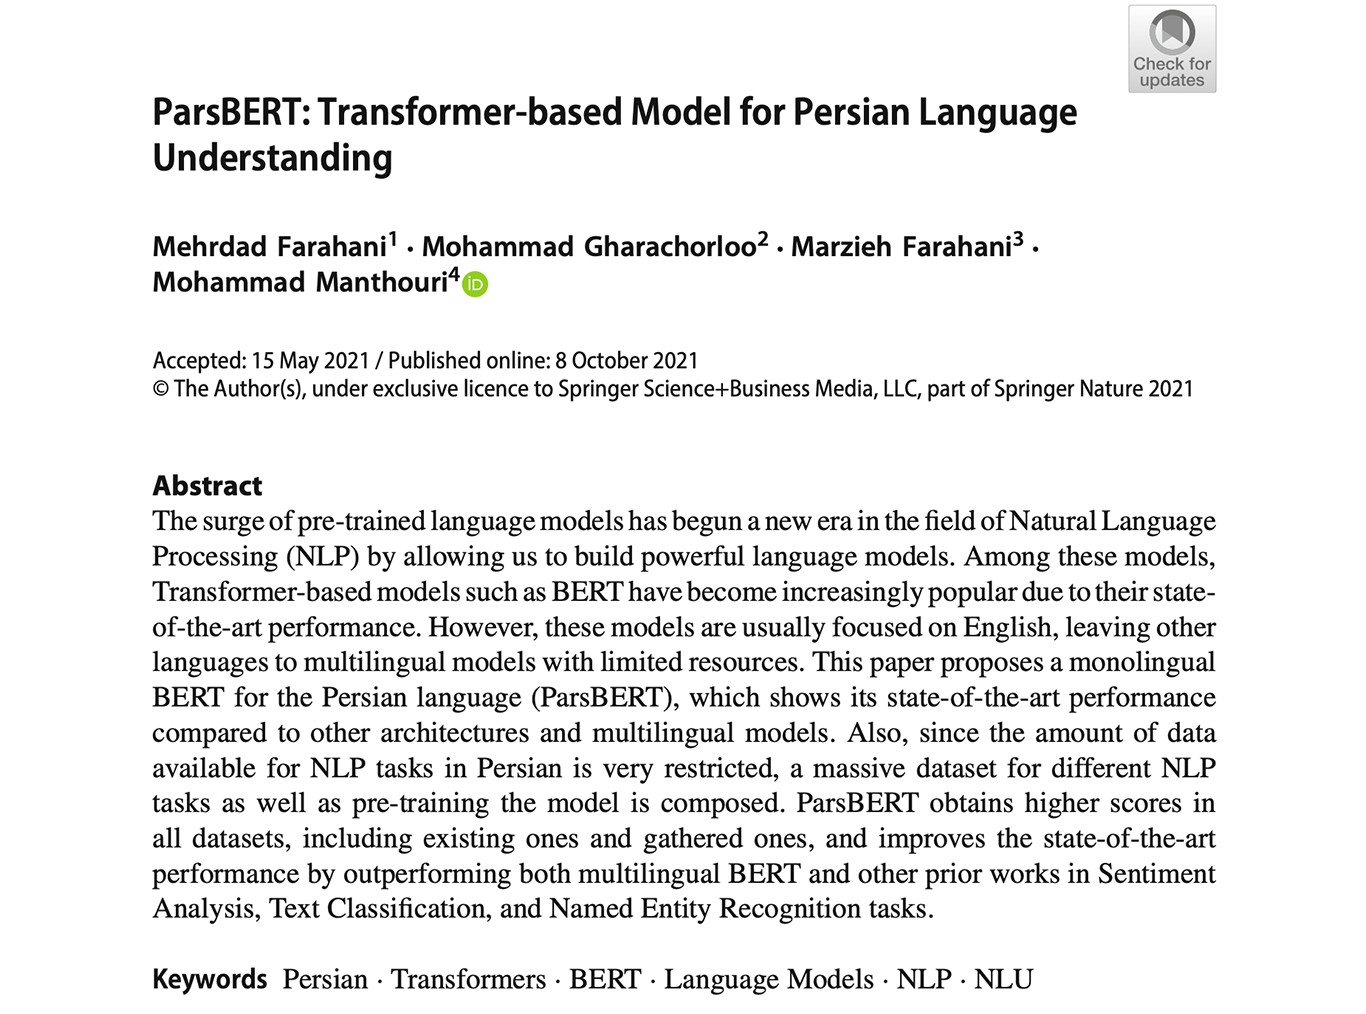 Check for
updates
ParsBERT: Transformer-based Model for Persian Language
Understanding
Mehrdad Farahani1 · Mohammad Gharachorloo2 · Marzieh Farahani3 ·
Mohammad Manthouri4 iD
Accepted: 15 May 2021 / Published online: 8 October 2021
© The Author(s), under exclusive licence to Springer Science+Business Media, LLC, part of Springer Nature 2021
Abstract
The surge of pre-trained language models has begun a new era in the field of Natural Language
Processing (NLP) by allowing us to build powerful language models. Among these models,
Transformer-based models such as BERT have become increasingly popular due to their state-
of-the-art performance. However, these models are usually focused on English, leaving other
languages to multilingual models with limited resources. This paper proposes a monolingual
BERT for the Persian language (ParsBERT), which shows its state-of-the-art performance
compared to other architectures and multilingual models. Also, since the amount of data
available for NLP tasks in Persian is very restricted, a massive dataset for different NLP
tasks as well as pre-training the model is composed. ParsBERT obtains higher scores in
all datasets, including existing ones and gathered ones, and improves the state-of-the-art
performance by outperforming both multilingual BERT and other prior works in Sentiment
Analysis, Text Classification, and Named Entity Recognition tasks.
Keywords Persian · Transformers · BERT · Language Models · NLP · NLU